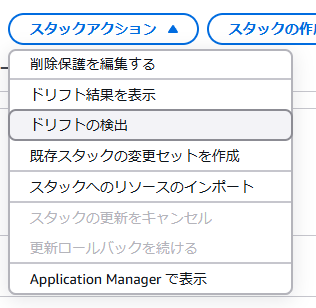 スタックアクション ▲
スタックの作成
削除保護を編集する
ドリフト結果を表示
ドリフトの検出
既存スタックの変更セットを作成
スタックへのリソースのインポート
スタックの更新をキャンセル
更新ロールバックを続ける
Application Manager で表示